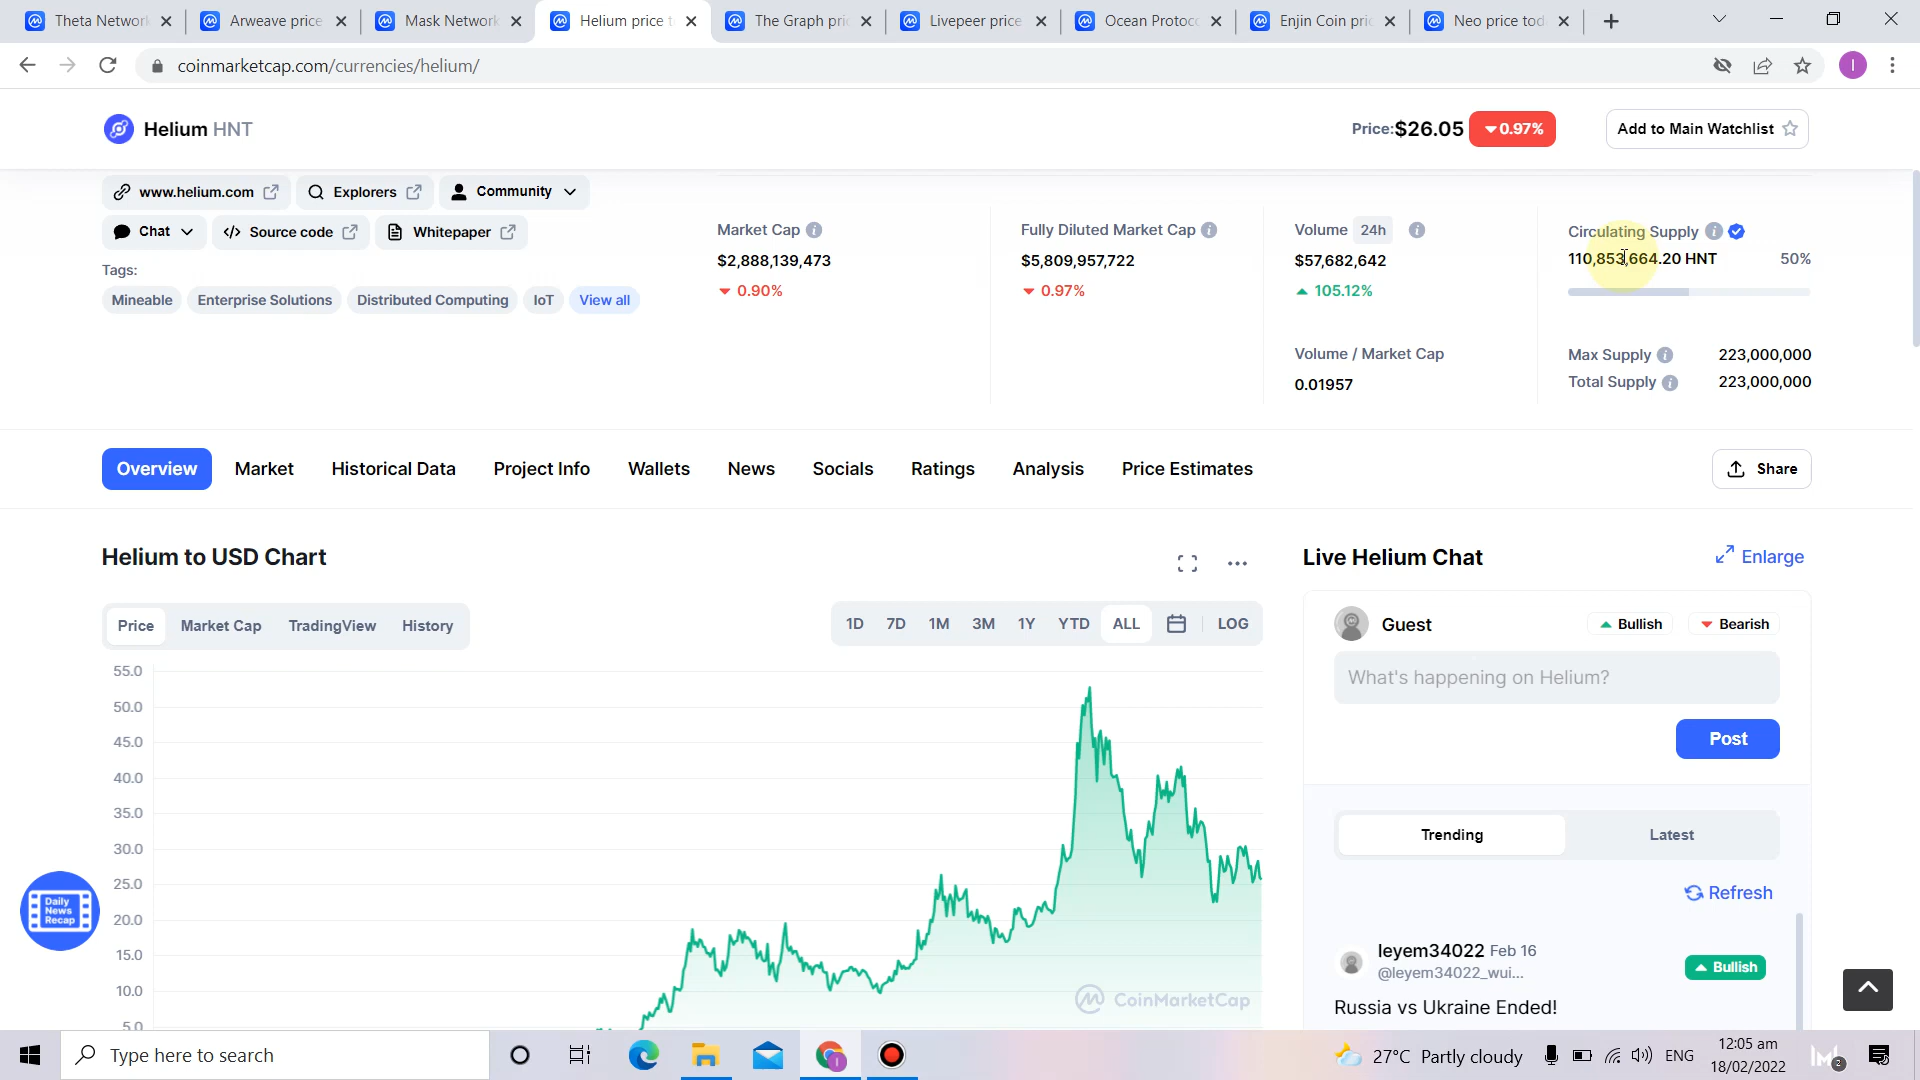 Theta Network
Arweave price
Mask Network
Helium price t
The Graph pric
Livepeer price
Ocean Protoc
Enjin Coin pric
Neo price tod
coinmarketcap.com/currencies/helium/
I
Helium HNT
Price:$26.05 0.97%
Add to Main Watchlist
www.helium.com
Explorers
Community
Chat
Source code
Whitepaper
Tags:
Mineable
Enterprise Solutions
Distributed Computing
IoT
View all
Market Cap
$2,888,139,473
0.90%
Fully Diluted Market Cap
$5,809,957,722
0.97%
Volume 24h
$57,682,642
105.12%
Volume / Market Cap
0.01957
Circulating Supply
110,853,664.20 HNT 50%
Max Supply 223,000,000
Total Supply 223,000,000
Overview Market Historical Data Project Info Wallets News Socials Ratings Analysis Price Estimates
Share
Helium to USD Chart
Price Market Cap TradingView History
1D 7D 1M 3M 1Y YTD ALL LOG
55.0
50.0
45.0
40.0
35.0
30.0
25.0
20.0
15.0
10.0
5.0
CoinMarketCap
Daily
News
Recap
Live Helium Chat
Enlarge
Guest
Bullish
Bearish
What's happening on Helium?
Post
Trending
Latest
Refresh
leyem34022 Feb 16
@leyem34022_wui...
Bullish
Russia vs Ukraine Ended!
Type here to search
27°C Partly cloudy
ENG
12:05 am
18/02/2022
2